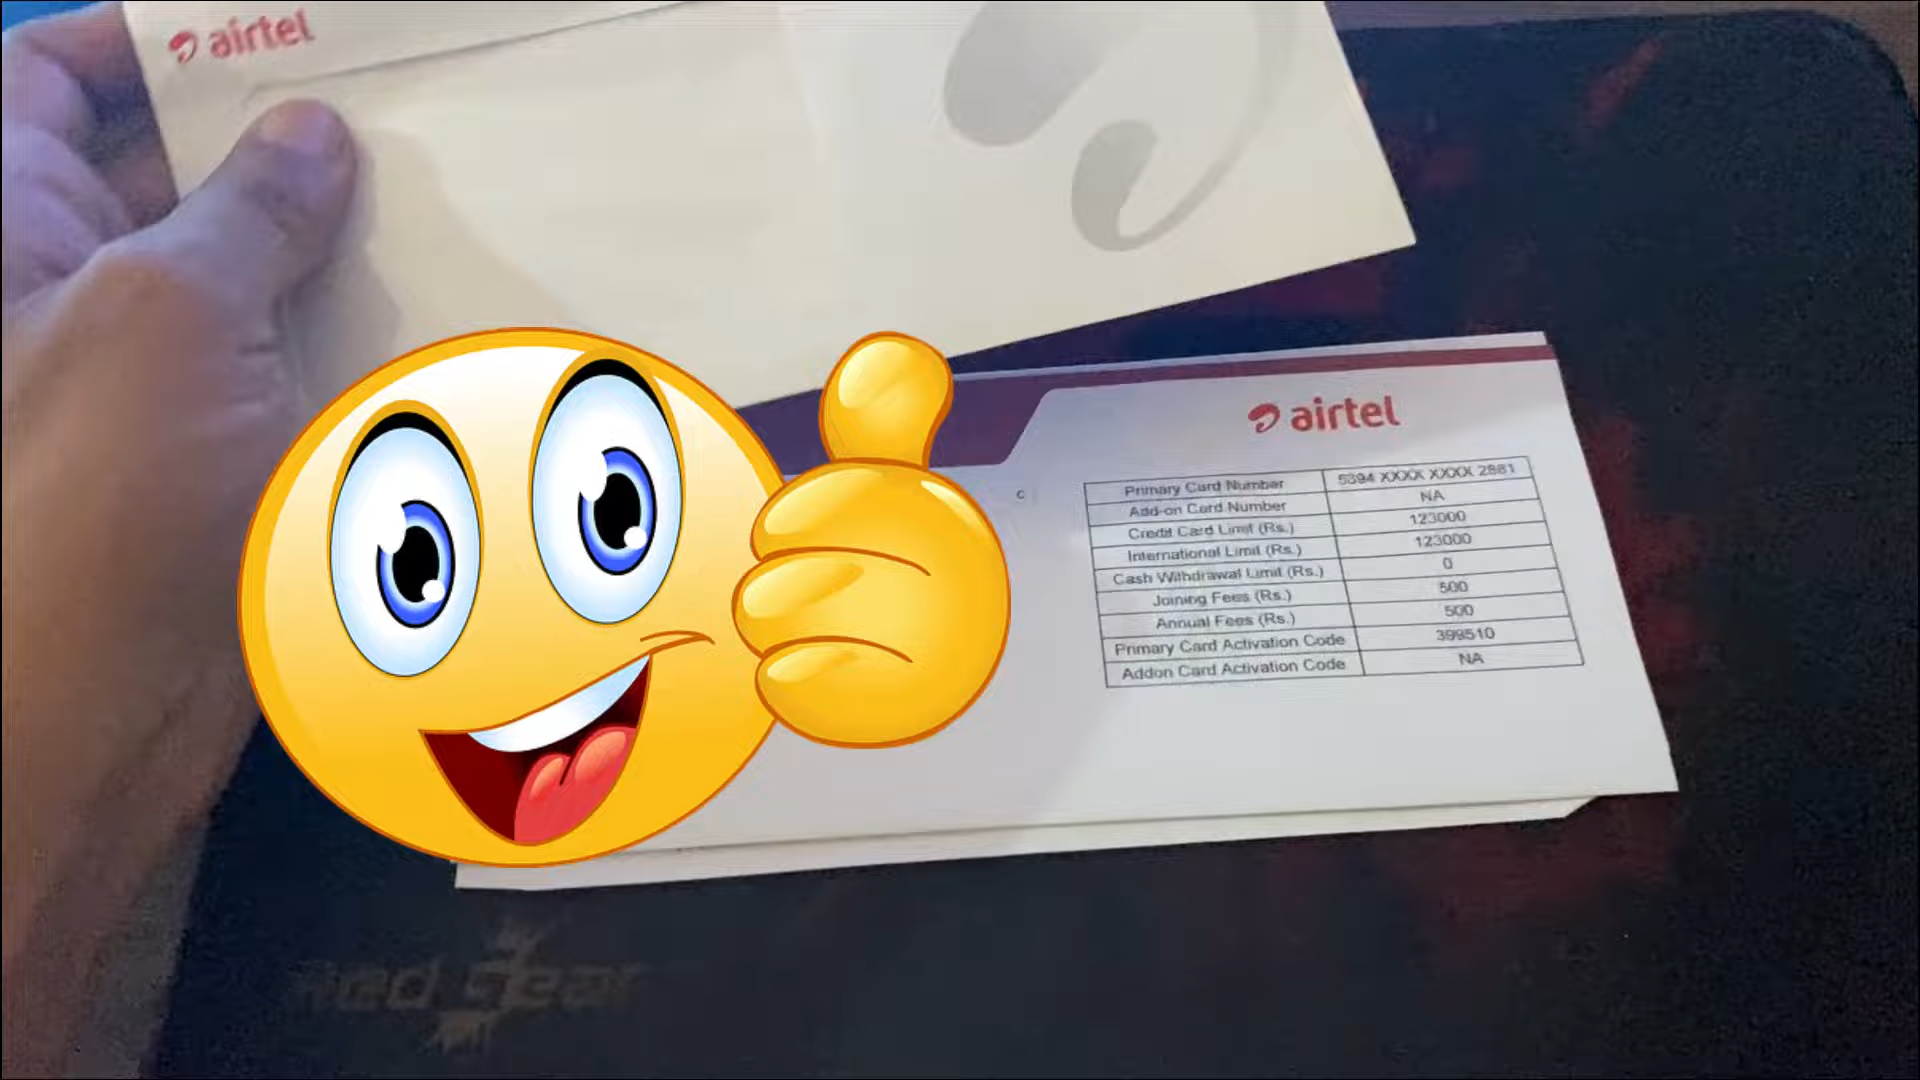 airtel
airtel
c
Primary Card Number 5394 XXXX XXXX 2881
Add-on Card Number NA
Credit Card Limit (Rs.) 123000
International Limit (Rs.) 123000
Cash Withdrawal Limit (Rs.) 0
Joining Fees (Rs.) 500
Annual Fees (Rs.) 500
Primary Card Activation Code 399510
Addon Card Activation Code NA